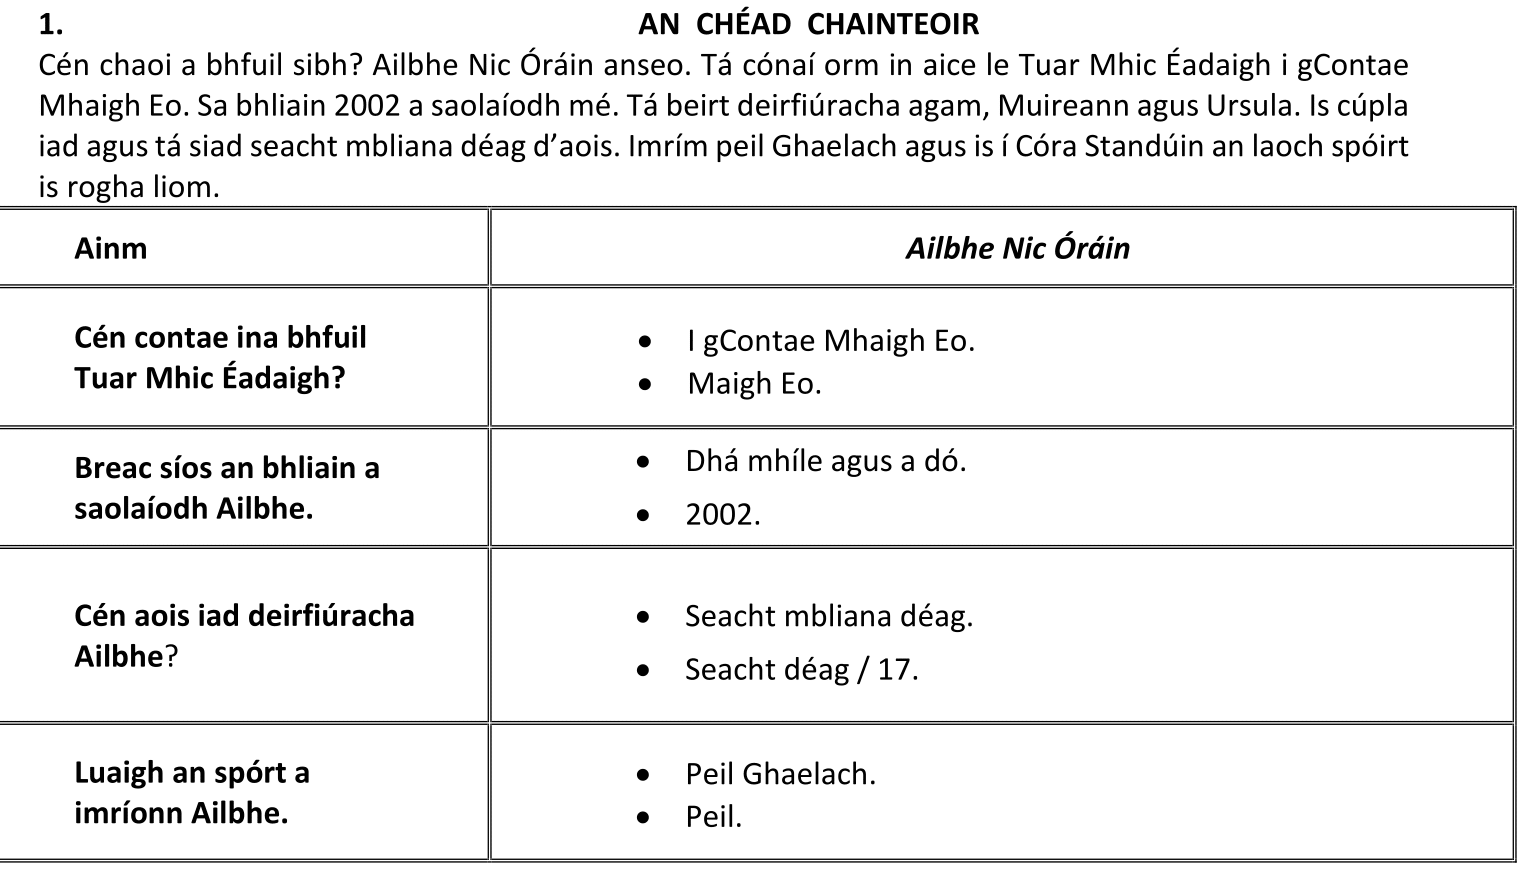 1. AN CHÉAD CHAINTEOIR
Cén chaoi a bhfuil sibh? Ailbhe Nic Óráin anseo. Tá cónaí orm in aice le Tuar Mhic Éadaigh i gContae
Mhaigh Eo. Sa bhliain 2002 a saolaíodh mé. Tá beirt deirfiúracha agam, Muireann agus Ursula. Is cúpla
iad agus tá siad seacht mbliana déag d’aois. Imrím peil Ghaelach agus is í Córa Standúin an laoch spóirt
is rogha liom.
Ainm Ailbhe Nic Óráin
Cén contae ina bhfuil
Tuar Mhic Éadaigh?
• I gContae Mhaigh Eo.
• Maigh Eo.
Breac síos an bhliain a
saolaíodh Ailbhe.
• Dhá mhíle agus a dó.
• 2002.
Cén aois iad deirfiúracha
Ailbhe?
• Seacht mbliana déag.
• Seacht déag / 17.
Luaigh an spórt a
imríonn Ailbhe.
• Peil Ghaelach.
• Peil.